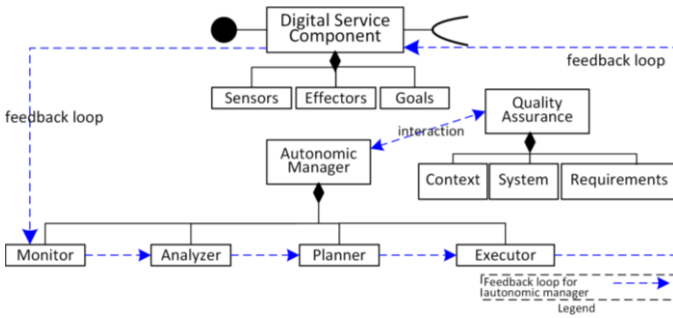 Digital Service
Component
feedback loop
feedback loop
Sensors
Effectors
Goals
Quality
Assurance
interaction
Autonomic
Manager
Context
System
Requirements
Monitor
Analyzer
Planner
Executor
Feedback loop for
autonomic manager
Legend